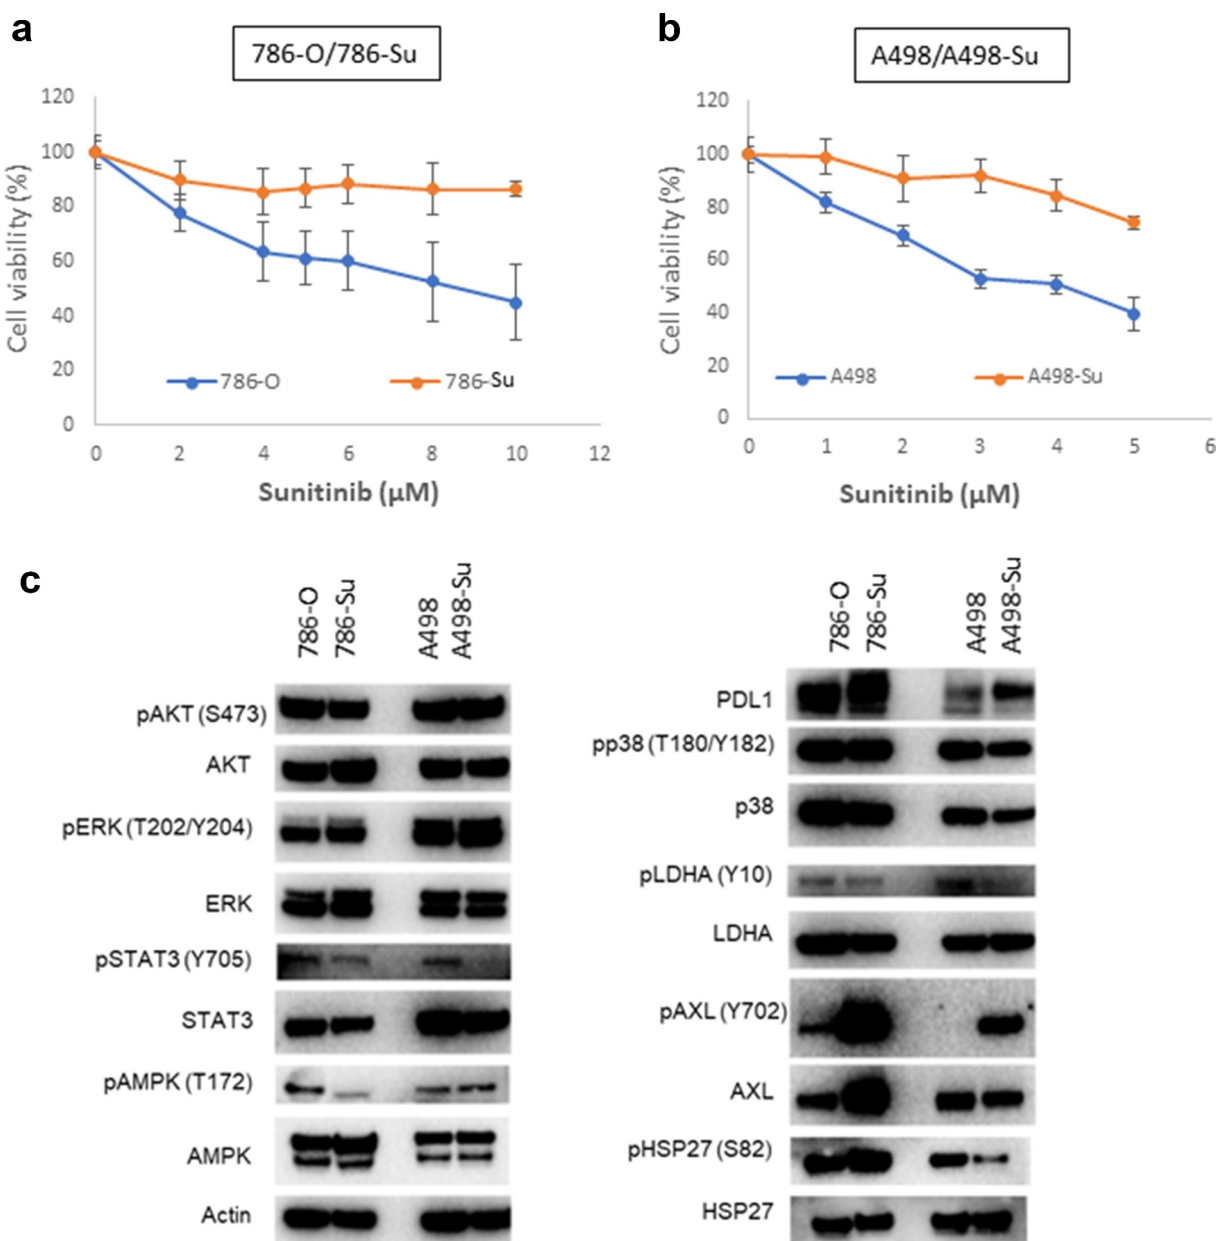 a
786-O/786-Su
120
100
80
60
40
20
0
Cell viability (%)
786-O
786-Su
0 2 4 6 8 10 12
Sunitinib (μM)
b
A498/A498-Su
120
100
80
60
40
20
0
Cell viability (%)
A498
A498-Su
0 1 2 3 4 5 6
Sunitinib (μM)
c
786-O
786-Su
A498
A498-Su
pAKT (S473)
AKT
pERK (T202/Y204)
ERK
pSTAT3 (Y705)
STAT3
pAMPK (T172)
AMPK
Actin
786-O
786-Su
A498
A498-Su
PDL1
pp38 (T180/Y182)
p38
pLDHA (Y10)
LDHA
pAXL (Y702)
AXL
pHSP27 (S82)
HSP27